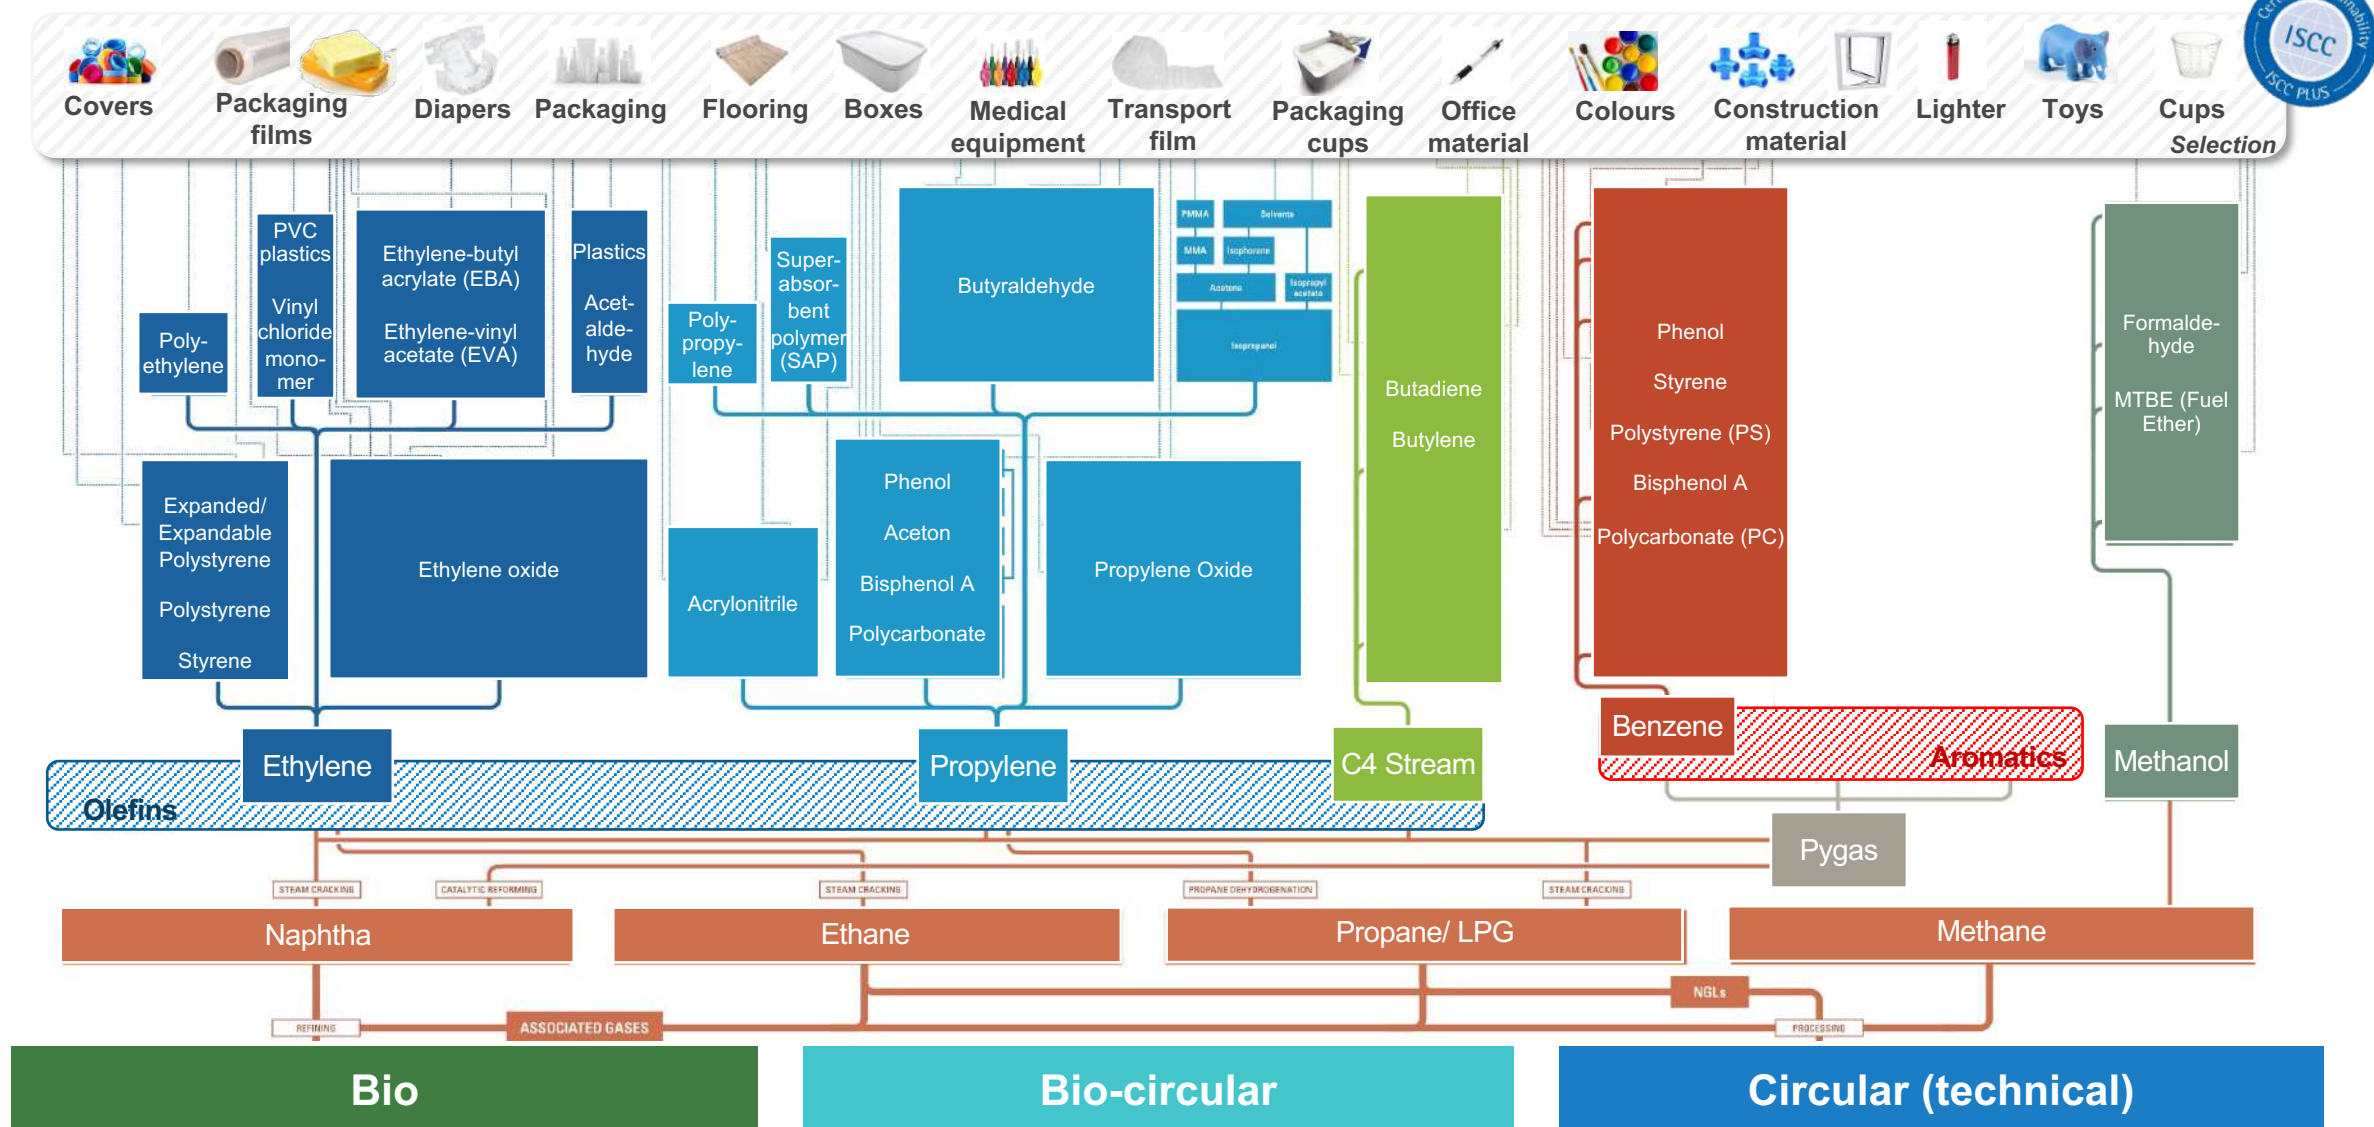 ISCC
ISCC PLUS
Covers
Packaging
films
Diapers
Packaging
Flooring
Boxes
Medical
equipment
Transport
film
Packaging
cups
Office
material
Colours
Construction
material
Lighter
Toys
Cups
Selection
Poly-
ethylene
PVC
plastics
Vinyl
chloride
mono-
mer
Ethylene-butyl
acrylate (EBA)
Ethylene-vinyl
acetate (EVA)
Plastics
Acet-
alde-
hyde
Poly-
propy-
lene
Super-
absor-
bent
polymer
(SAP)
Butyraldehyde
PMMA
Solvents
MMA
Isophorone
Acetone
Isopropyl
acetate
Isopropanol
Butadiene
Butylene
Phenol
Styrene
Polystyrene (PS)
Bisphenol A
Polycarbonate (PC)
Formalde-
hyde
MTBE (Fuel
Ether)
Expanded/
Expandable
Polystyrene
Polystyrene
Styrene
Ethylene oxide
Acrylonitrile
Phenol
Aceton
Bisphenol A
Polycarbonate
Propylene Oxide
Ethylene
Propylene
C4 Stream
Benzene
Aromatics
Methanol
Olefins
Pygas
STEAM CRACKING
CATALYTIC REFORMING
STEAM CRACKING
PROPANE DEHYDROGENATION
STEAM CRACKING
Naphtha
Ethane
Propane/ LPG
Methane
NGLs
REFINING
ASSOCIATED GASES
PROCESSING
Bio
Bio-circular
Circular (technical)